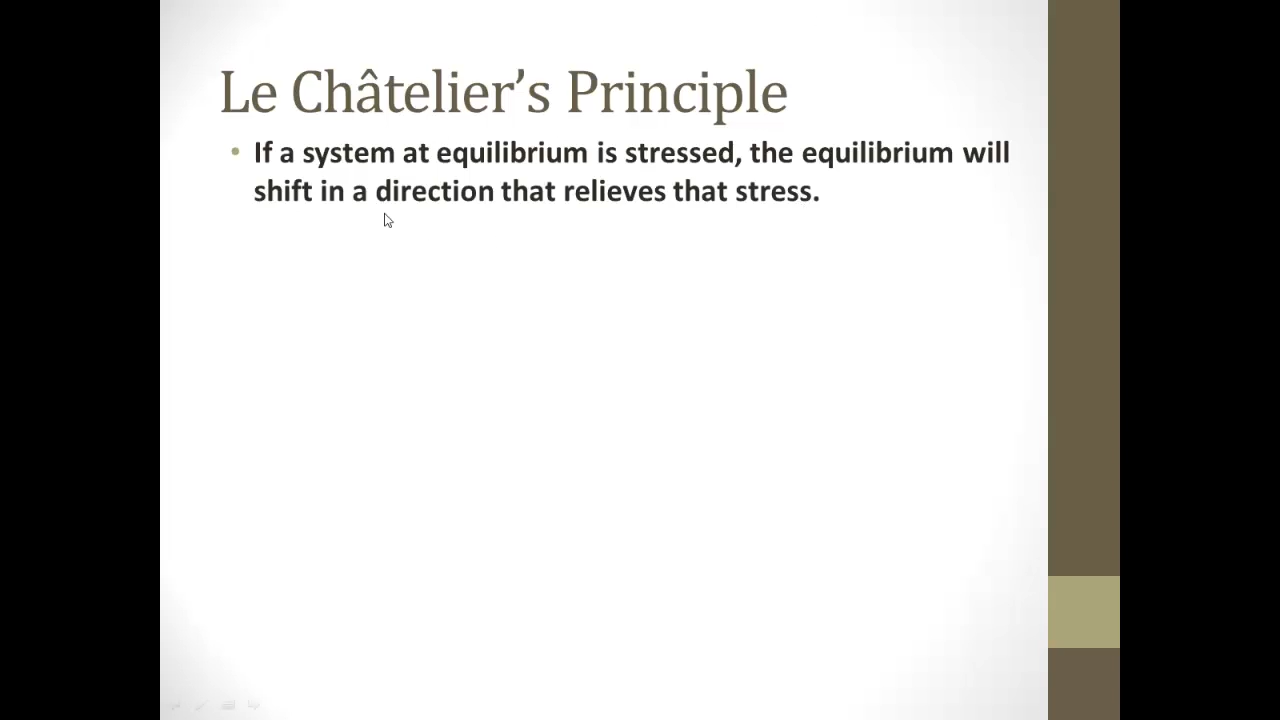 Le Châtelier’s Principle
• If a system at equilibrium is stressed, the equilibrium will
shift in a direction that relieves that stress.